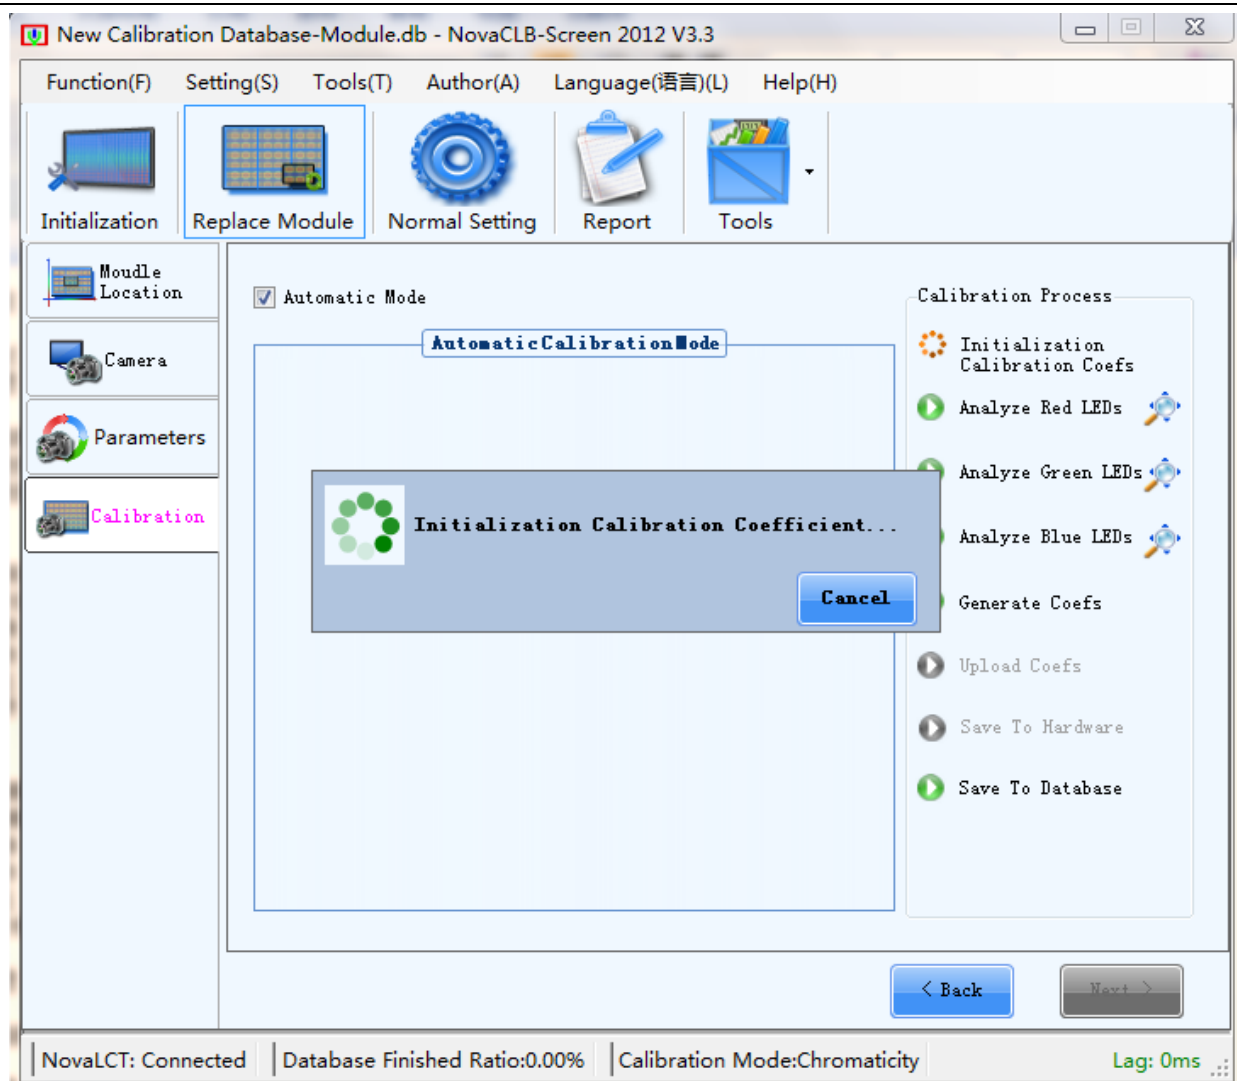 New Calibration Database-Module.db - NovaCLB-Screen 2012 V3.3
Function(F) Setting(S) Tools(T) Author(A) Language(语言)(L) Help(H)
Initialization Replace Module Normal Setting Report Tools
Moudle
Location
Camera
Parameters
Calibration
Automatic Mode
AutomaticCalibrationMode
Calibration Process
Initialization
Calibration Coefs
Analyze Red LEDs
Analyze Green LEDs
Analyze Blue LEDs
Generate Coefs
Upload Coefs
Save To Hardware
Save To Database
Initialization Calibration Coefficient...
Cancel
< Back Next >
NovaLCT: Connected Database Finished Ratio:0.00% Calibration Mode:Chromaticity Lag: 0ms